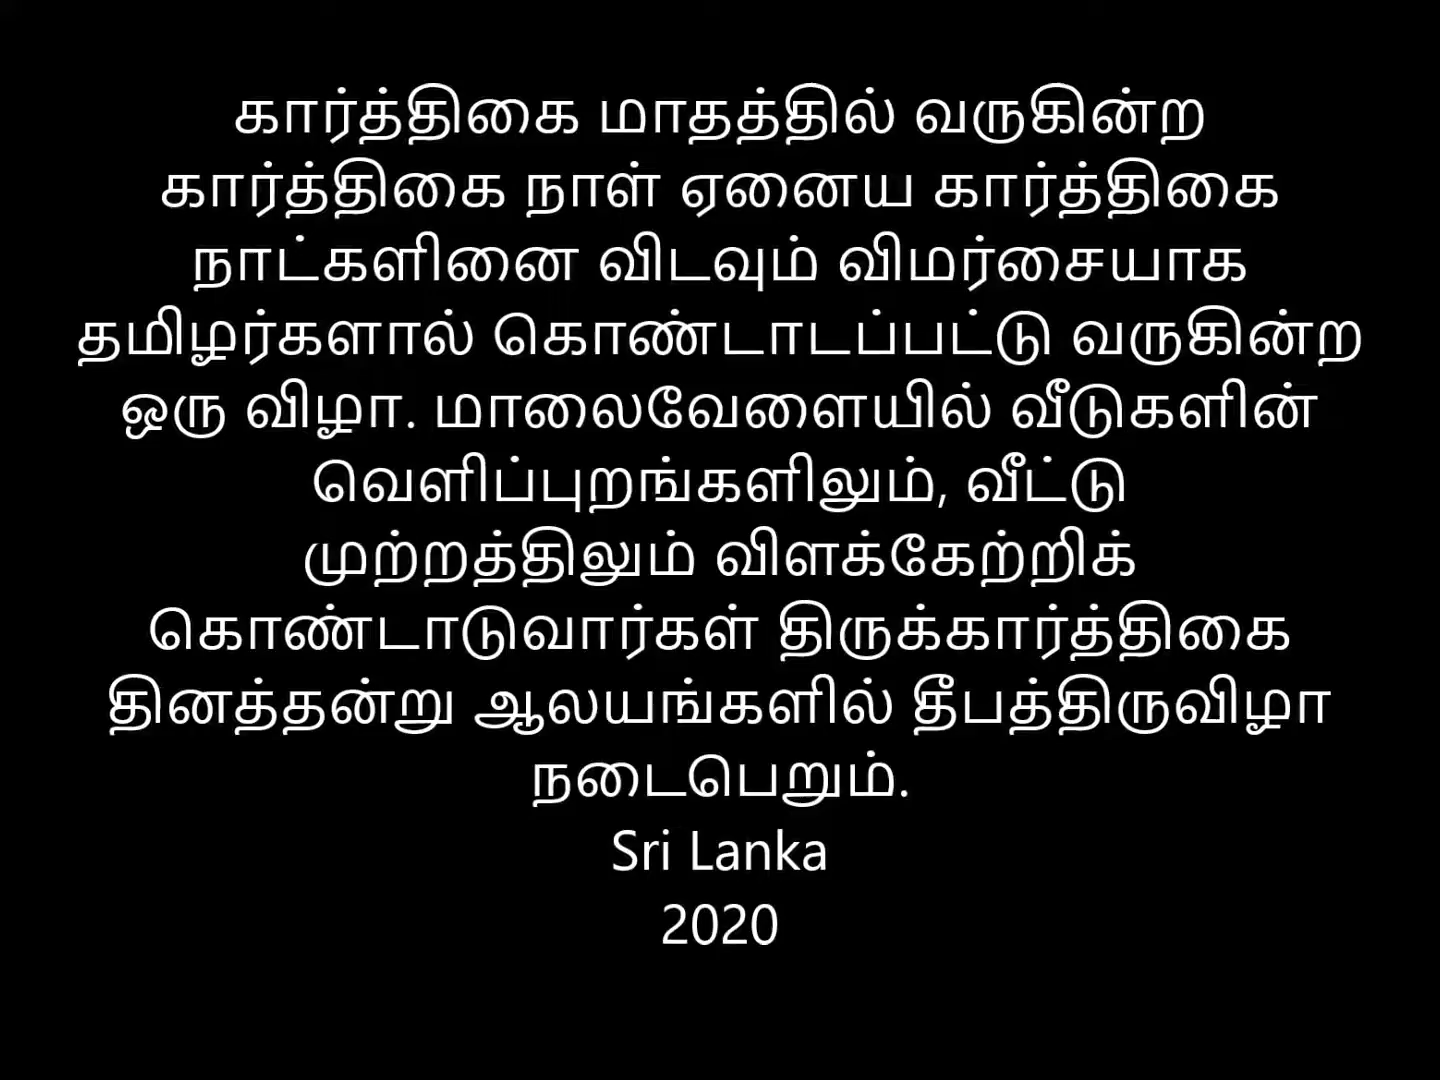 கார்த்திகை மாதத்தில் வருகின்ற
கார்த்திகை நாள் ஏனைய கார்த்திகை
நாட்களினை விடவும் விமர்சையாக
தமிழர்களால் கொண்டாடப்பட்டு வருகின்ற
ஒரு விழா. மாலைவேளையில் வீடுகளின்
வெளிப்புறங்களிலும், வீட்டு
முற்றத்திலும் விளக்கேற்றிக்
கொண்டாடுவார்கள் திருக்கார்த்திகை
தினத்தன்று ஆலயங்களில் தீபத்திருவிழா
நடைபெறும்.
Sri Lanka
2020